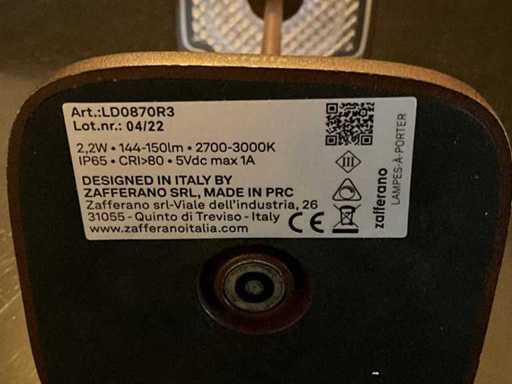 Art.:LD0870R3
Lot.nr.: 04/22
2,2W • 144-150lm • 2700-3000K
IP65 • CRI>80 • 5Vdc max 1A
DESIGNED IN ITALY BY
ZAFFERANO SRL, MADE IN PRC
Zafferano srl-Viale dell'industria, 26
31055 - Quinto di Treviso - Italy
www.zafferanoitalia.com
CE
III
zafferano
LAMPES-À-PORTER